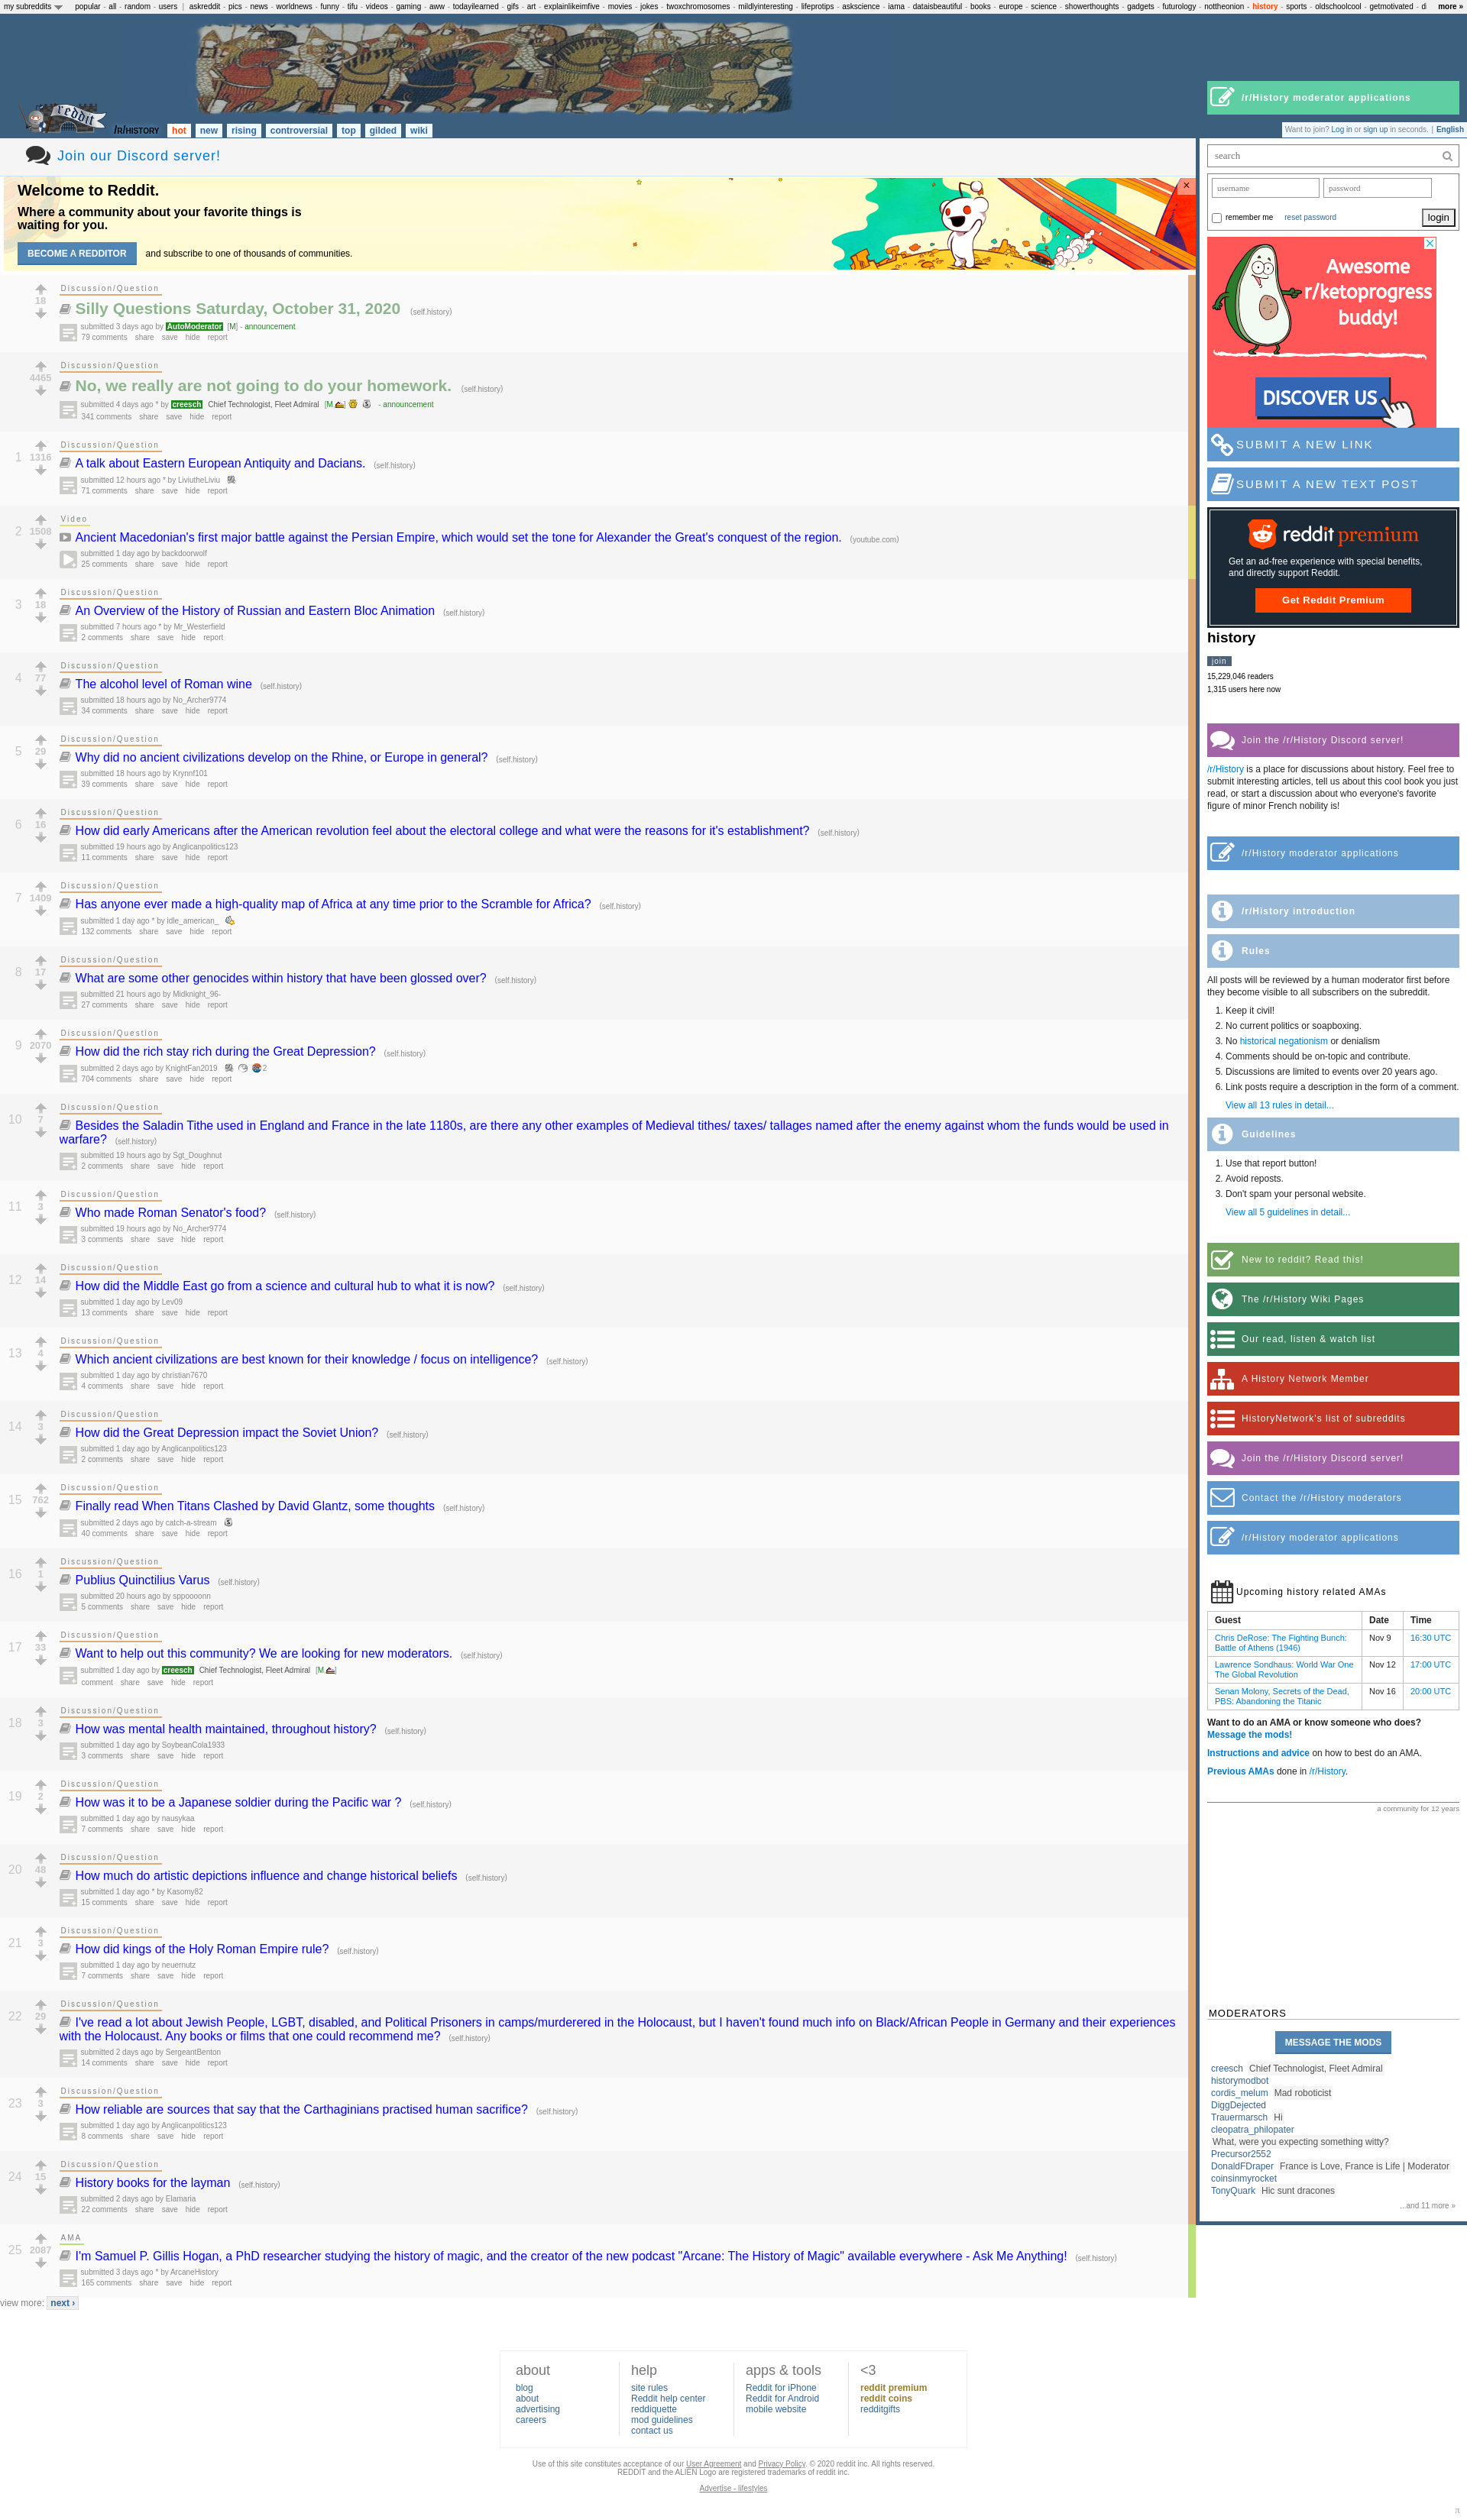 my subreddits popular - all - random - users | askreddit - pics - news - worldnews - funny - tifu - videos - gaming - aww - todayilearned - gifs - art - explainlikeimfive - movies - jokes - twoxchromosomes - mildlyinteresting - lifeprotips - askscience - iama - dataisbeautiful - books - europe - science - showerthoughts - gadgets - futurology - nottheonion - history - sports - oldschoolcool - getmotivated - di more »
reddit
/r/HISTORY hot new rising controversial top gilded wiki
/r/History moderator applications
Want to join? Log in or sign up in seconds. | English
Join our Discord server!
Welcome to Reddit.
Where a community about your favorite things is
waiting for you.
BECOME A REDDITOR and subscribe to one of thousands of communities.
×
Discussion/Question
18
Silly Questions Saturday, October 31, 2020 (self.history)
submitted 3 days ago by AutoModerator [M] - announcement
79 comments share save hide report
Discussion/Question
4465
No, we really are not going to do your homework. (self.history)
submitted 4 days ago * by creesch Chief Technologist, Fleet Admiral [M, ] - announcement
341 comments share save hide report
Discussion/Question
1 1316
A talk about Eastern European Antiquity and Dacians. (self.history)
submitted 12 hours ago * by LiviutheLiviu
71 comments share save hide report
Video
2 1508
Ancient Macedonian's first major battle against the Persian Empire, which would set the tone for Alexander the Great's conquest of the region. (youtube.com)
submitted 1 day ago by backdoorwolf
25 comments share save hide report
Discussion/Question
3 18
An Overview of the History of Russian and Eastern Bloc Animation (self.history)
submitted 7 hours ago * by Mr_Westerfield
2 comments share save hide report
Discussion/Question
4 77
The alcohol level of Roman wine (self.history)
submitted 18 hours ago by No_Archer9774
34 comments share save hide report
Discussion/Question
5 29
Why did no ancient civilizations develop on the Rhine, or Europe in general? (self.history)
submitted 18 hours ago by Krynnf101
39 comments share save hide report
Discussion/Question
6 16
How did early Americans after the American revolution feel about the electoral college and what were the reasons for it's establishment? (self.history)
submitted 19 hours ago by Anglicanpolitics123
11 comments share save hide report
Discussion/Question
7 1409
Has anyone ever made a high-quality map of Africa at any time prior to the Scramble for Africa? (self.history)
submitted 1 day ago * by idle_american_
132 comments share save hide report
Discussion/Question
8 17
What are some other genocides within history that have been glossed over? (self.history)
submitted 21 hours ago by Midknight_96-
27 comments share save hide report
Discussion/Question
9 2070
How did the rich stay rich during the Great Depression? (self.history)
submitted 2 days ago by KnightFan2019 2
704 comments share save hide report
Discussion/Question
10 7
Besides the Saladin Tithe used in England and France in the late 1180s, are there any other examples of Medieval tithes/ taxes/ tallages named after the enemy against whom the funds would be used in
warfare? (self.history)
submitted 19 hours ago by Sgt_Doughnut
2 comments share save hide report
Discussion/Question
11 3
Who made Roman Senator's food? (self.history)
submitted 19 hours ago by No_Archer9774
3 comments share save hide report
Discussion/Question
12 14
How did the Middle East go from a science and cultural hub to what it is now? (self.history)
submitted 1 day ago by Lev09
13 comments share save hide report
Discussion/Question
13 4
Which ancient civilizations are best known for their knowledge / focus on intelligence? (self.history)
submitted 1 day ago by christian7670
4 comments share save hide report
Discussion/Question
14 3
How did the Great Depression impact the Soviet Union? (self.history)
submitted 1 day ago by Anglicanpolitics123
2 comments share save hide report
Discussion/Question
15 762
Finally read When Titans Clashed by David Glantz, some thoughts (self.history)
submitted 2 days ago by catch-a-stream
40 comments share save hide report
Discussion/Question
16 1
Publius Quinctilius Varus (self.history)
submitted 20 hours ago by sppoooonn
5 comments share save hide report
Discussion/Question
17 33
Want to help out this community? We are looking for new moderators. (self.history)
submitted 1 day ago by creesch Chief Technologist, Fleet Admiral [M, ]
comment share save hide report
Discussion/Question
18 3
How was mental health maintained, throughout history? (self.history)
submitted 1 day ago by SoybeanCola1933
3 comments share save hide report
Discussion/Question
19 2
How was it to be a Japanese soldier during the Pacific war ? (self.history)
submitted 1 day ago by nausykaa
7 comments share save hide report
Discussion/Question
20 48
How much do artistic depictions influence and change historical beliefs (self.history)
submitted 1 day ago * by Kasomy82
15 comments share save hide report
Discussion/Question
21 3
How did kings of the Holy Roman Empire rule? (self.history)
submitted 1 day ago by neuernutz
7 comments share save hide report
Discussion/Question
22 29
I've read a lot about Jewish People, LGBT, disabled, and Political Prisoners in camps/murderered in the Holocaust, but I haven't found much info on Black/African People in Germany and their experiences
with the Holocaust. Any books or films that one could recommend me? (self.history)
submitted 2 days ago by SergeantBenton
14 comments share save hide report
Discussion/Question
23 3
How reliable are sources that say that the Carthaginians practised human sacrifice? (self.history)
submitted 1 day ago by Anglicanpolitics123
8 comments share save hide report
Discussion/Question
24 15
History books for the layman (self.history)
submitted 2 days ago by Elamaria
22 comments share save hide report
AMA
25 2087
I'm Samuel P. Gillis Hogan, a PhD researcher studying the history of magic, and the creator of the new podcast "Arcane: The History of Magic" available everywhere - Ask Me Anything! (self.history)
submitted 3 days ago * by ArcaneHistory
165 comments share save hide report
view more: next ›
search
username password
remember me reset password login
Awesome
r/ketoprogress
buddy!
DISCOVER US
SUBMIT A NEW LINK
SUBMIT A NEW TEXT POST
reddit premium
Get an ad-free experience with special benefits,
and directly support Reddit.
Get Reddit Premium
history
join
15,229,046 readers
1,315 users here now
Join the /r/History Discord server!
/r/History is a place for discussions about history. Feel free to
submit interesting articles, tell us about this cool book you just
read, or start a discussion about who everyone's favorite
figure of minor French nobility is!
/r/History moderator applications
/r/History introduction
Rules
All posts will be reviewed by a human moderator first before
they become visible to all subscribers on the subreddit.
1. Keep it civil!
2. No current politics or soapboxing.
3. No historical negationism or denialism
4. Comments should be on-topic and contribute.
5. Discussions are limited to events over 20 years ago.
6. Link posts require a description in the form of a comment.
View all 13 rules in detail...
Guidelines
1. Use that report button!
2. Avoid reposts.
3. Don't spam your personal website.
View all 5 guidelines in detail...
New to reddit? Read this!
The /r/History Wiki Pages
Our read, listen & watch list
A History Network Member
HistoryNetwork's list of subreddits
Join the /r/History Discord server!
Contact the /r/History moderators
/r/History moderator applications
Upcoming history related AMAs
Guest Date Time
Chris DeRose: The Fighting Bunch: Nov 9 16:30 UTC
Battle of Athens (1946)
Lawrence Sondhaus: World War One Nov 12 17:00 UTC
The Global Revolution
Senan Molony, Secrets of the Dead, Nov 16 20:00 UTC
PBS: Abandoning the Titanic
Want to do an AMA or know someone who does?
Message the mods!
Instructions and advice on how to best do an AMA.
Previous AMAs done in /r/History.
a community for 12 years
MODERATORS
MESSAGE THE MODS
creesch Chief Technologist, Fleet Admiral
historymodbot
cordis_melum Mad roboticist
DiggDejected
Trauermarsch Hi
cleopatra_philopater
What, were you expecting something witty?
Precursor2552
DonaldFDraper France is Love, France is Life | Moderator
coinsinmyrocket
TonyQuark Hic sunt dracones
...and 11 more »
about
blog
about
advertising
careers
help
site rules
Reddit help center
reddiquette
mod guidelines
contact us
apps & tools
Reddit for iPhone
Reddit for Android
mobile website
<3
reddit premium
reddit coins
redditgifts
Use of this site constitutes acceptance of our User Agreement and Privacy Policy. © 2020 reddit inc. All rights reserved.
REDDIT and the ALIEN Logo are registered trademarks of reddit inc.
Advertise - lifestyles
π